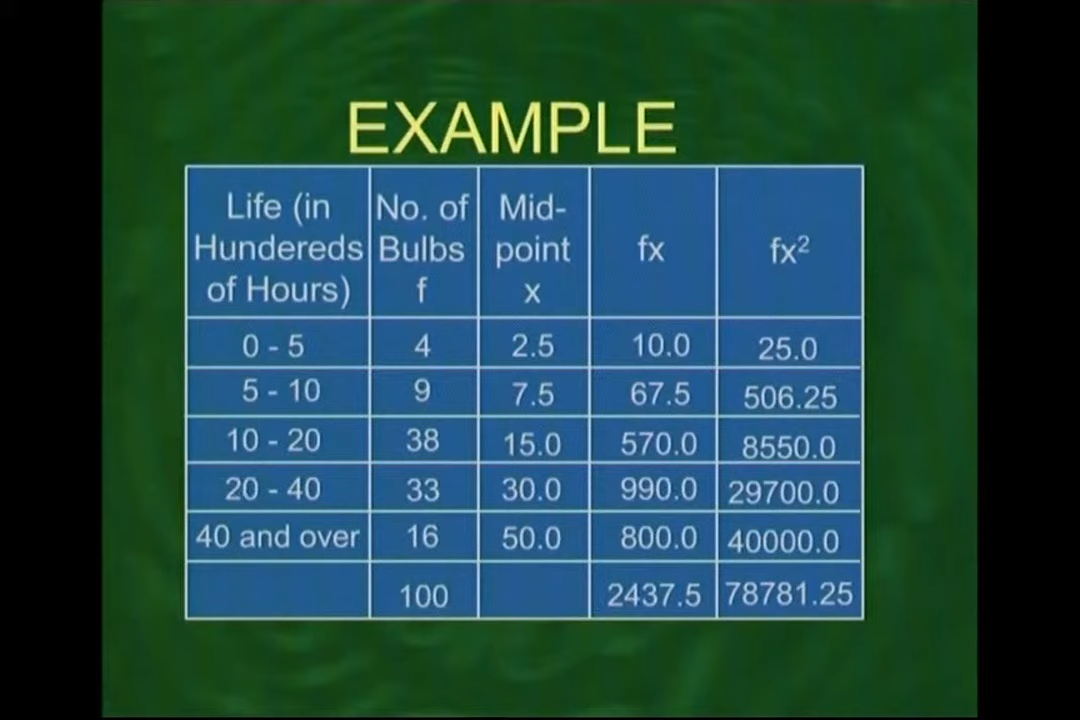 EXAMPLE
Life (in Hundereds of Hours) No. of Bulbs f Mid-point x fx fx²
0 - 5 4 2.5 10.0 25.0
5 - 10 9 7.5 67.5 506.25
10 - 20 38 15.0 570.0 8550.0
20 - 40 33 30.0 990.0 29700.0
40 and over 16 50.0 800.0 40000.0
100 2437.5 78781.25